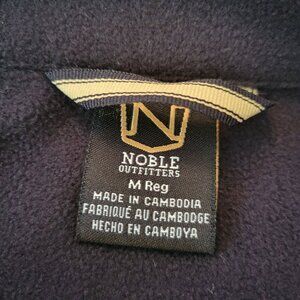 N
NOBLE
OUTFITTERS
M Reg
MADE IN CAMBODIA
FABRIQUÉ AU CAMBODGE
HECHO EN CAMBOYA